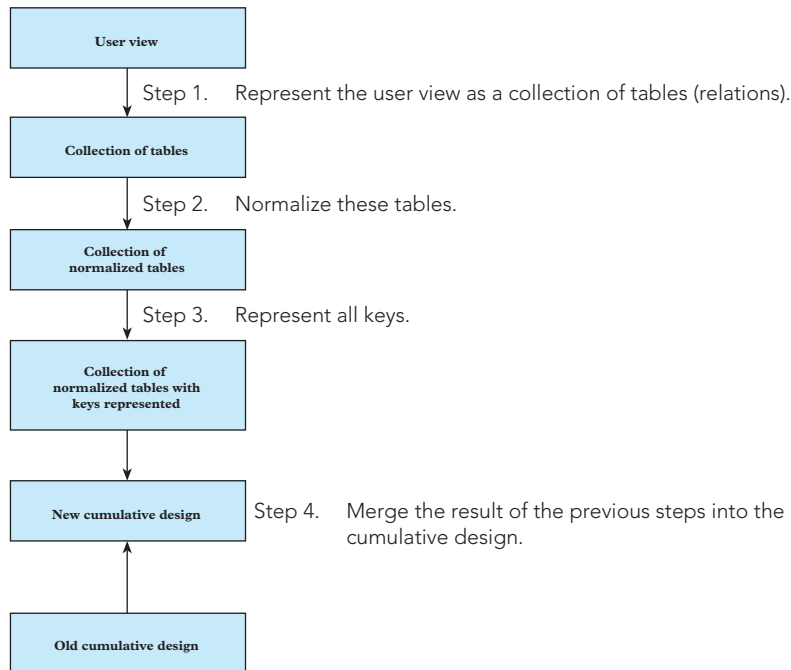 User view
Step 1. Represent the user view as a collection of tables (relations).
Collection of tables
Step 2. Normalize these tables.
Collection of
normalized tables
Step 3. Represent all keys.
Collection of
normalized tables with
keys represented
New cumulative design
Step 4. Merge the result of the previous steps into the
cumulative design.
Old cumulative design